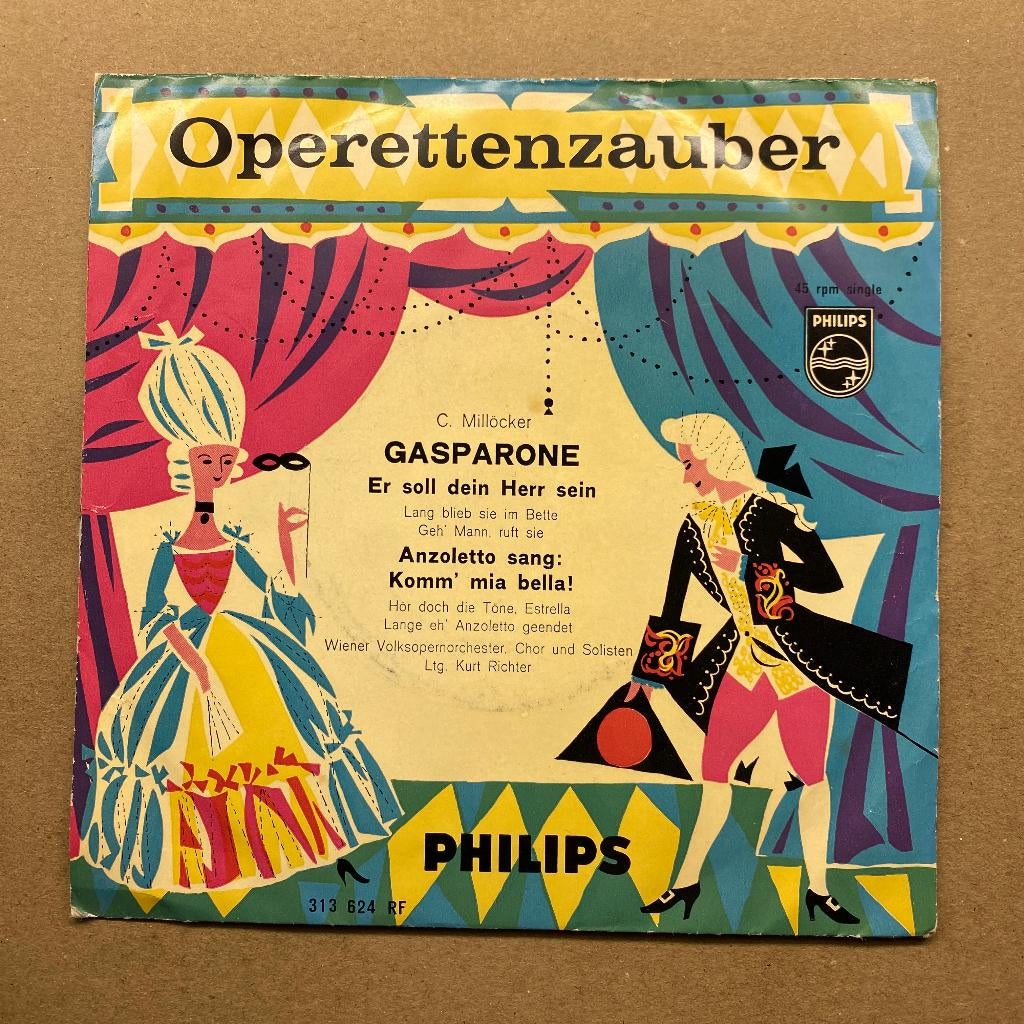 Operettenzauber
45 rpm single
PHILIPS
C. Millöcker
GASPARONE
Er soll dein Herr sein
Lang blieb sie im Bette
Geh' Mann, ruft sie
Anzoletto sang:
Komm' mia bella!
Hör doch die Töne, Estrella
Lange eh' Anzoletto geendet
Wiener Volksopernorchester, Chor und Solisten
Ltg. Kurt Richter
PHILIPS
313 624 RF